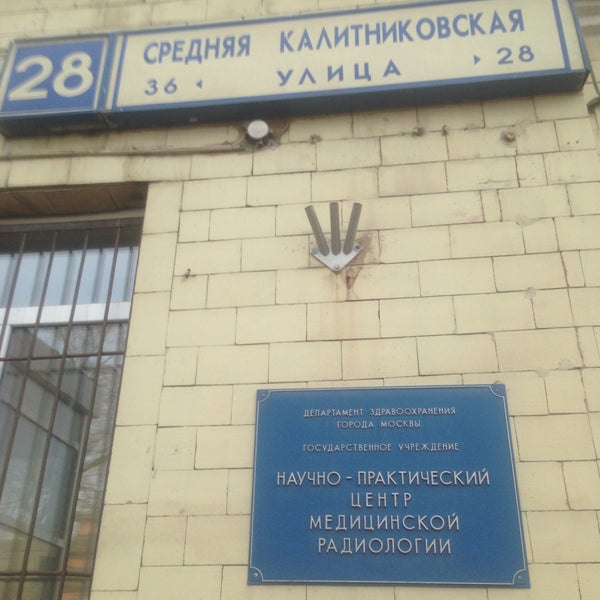 28
СРЕДНЯЯ КАЛИТНИКОВСКАЯ
36 ◂ УЛИЦА ▸ 28
ДЕПАРТАМЕНТ ЗДРАВООХРАНЕНИЯ
ГОРОДА МОСКВЫ
ГОСУДАРСТВЕННОЕ УЧРЕЖДЕНИЕ
НАУЧНО - ПРАКТИЧЕСКИЙ
ЦЕНТР
МЕДИЦИНСКОЙ
РАДИОЛОГИИ